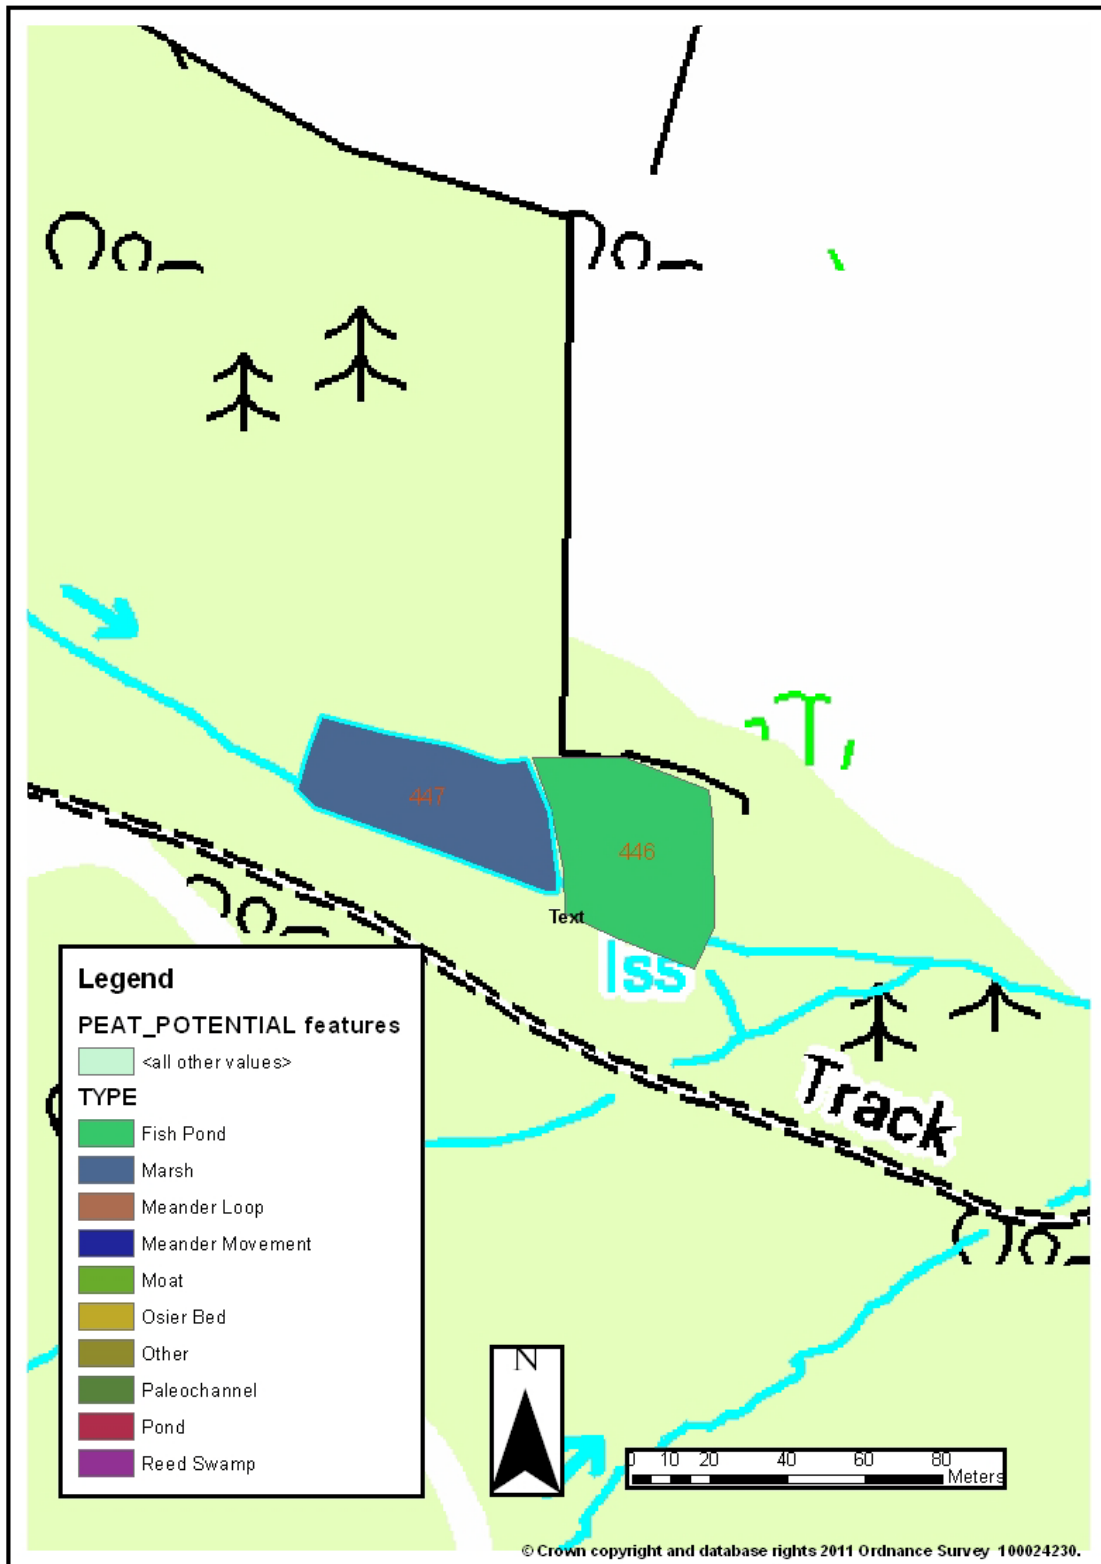 447
446
Text
Iss
Track
Legend
PEAT_POTENTIAL features
<all other values>
TYPE
Fish Pond
Marsh
Meander Loop
Meander Movement
Moat
Osier Bed
Other
Paleochannel
Pond
Reed Swamp
N
0 10 20 40 60 80
Meters
© Crown copyright and database rights 2011 Ordnance Survey 100024230.